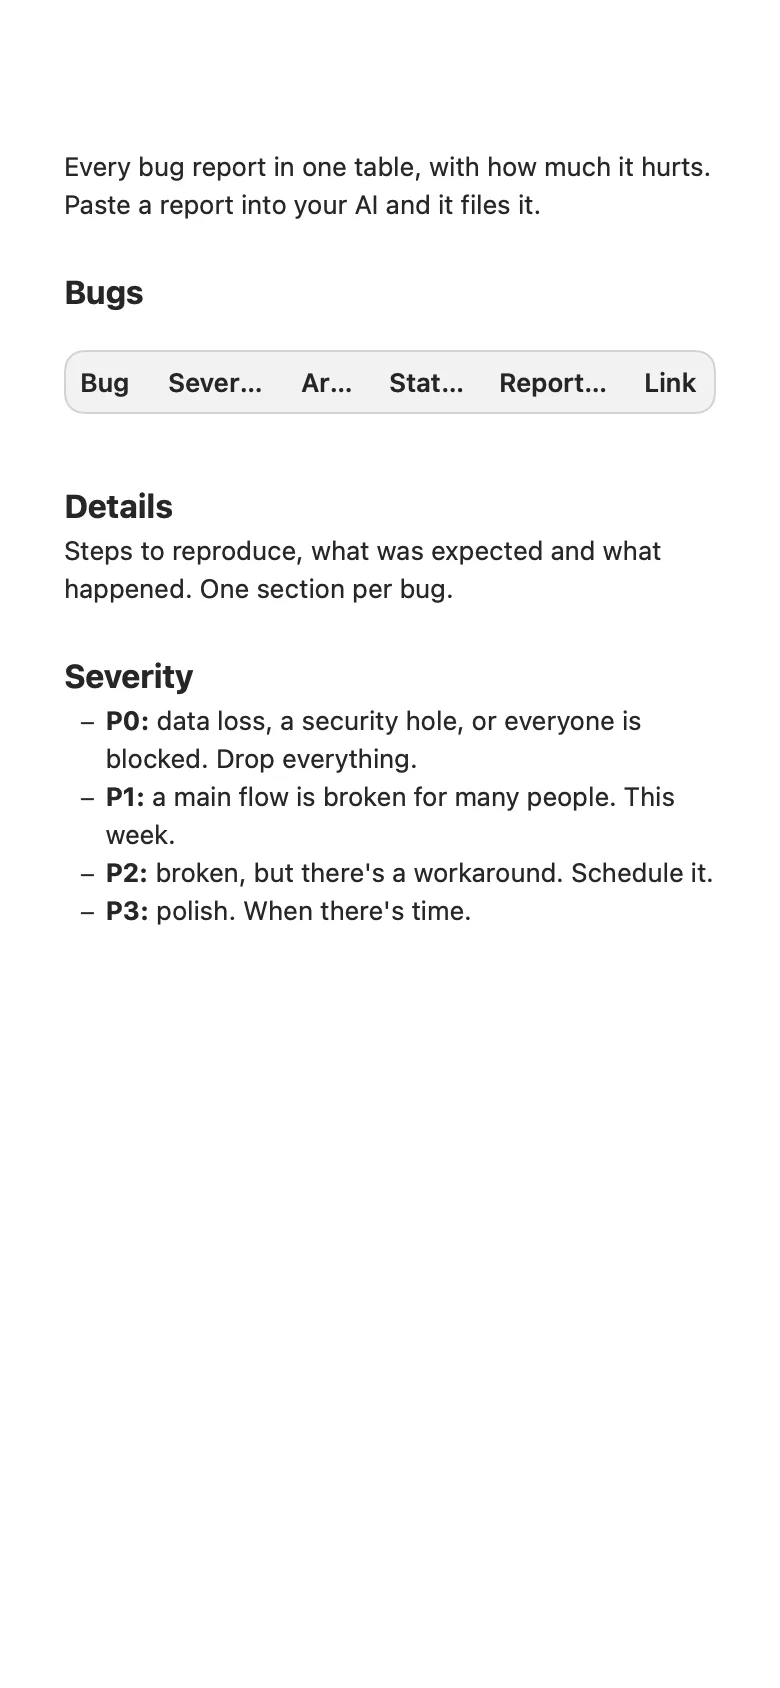 Every bug report in one table, with how much it hurts.
Paste a report into your AI and it files it.
Bugs
Bug Sever... Ar... Stat... Report... Link
Details
Steps to reproduce, what was expected and what
happened. One section per bug.
Severity
– P0: data loss, a security hole, or everyone is
blocked. Drop everything.
– P1: a main flow is broken for many people. This
week.
– P2: broken, but there's a workaround. Schedule it.
– P3: polish. When there's time.